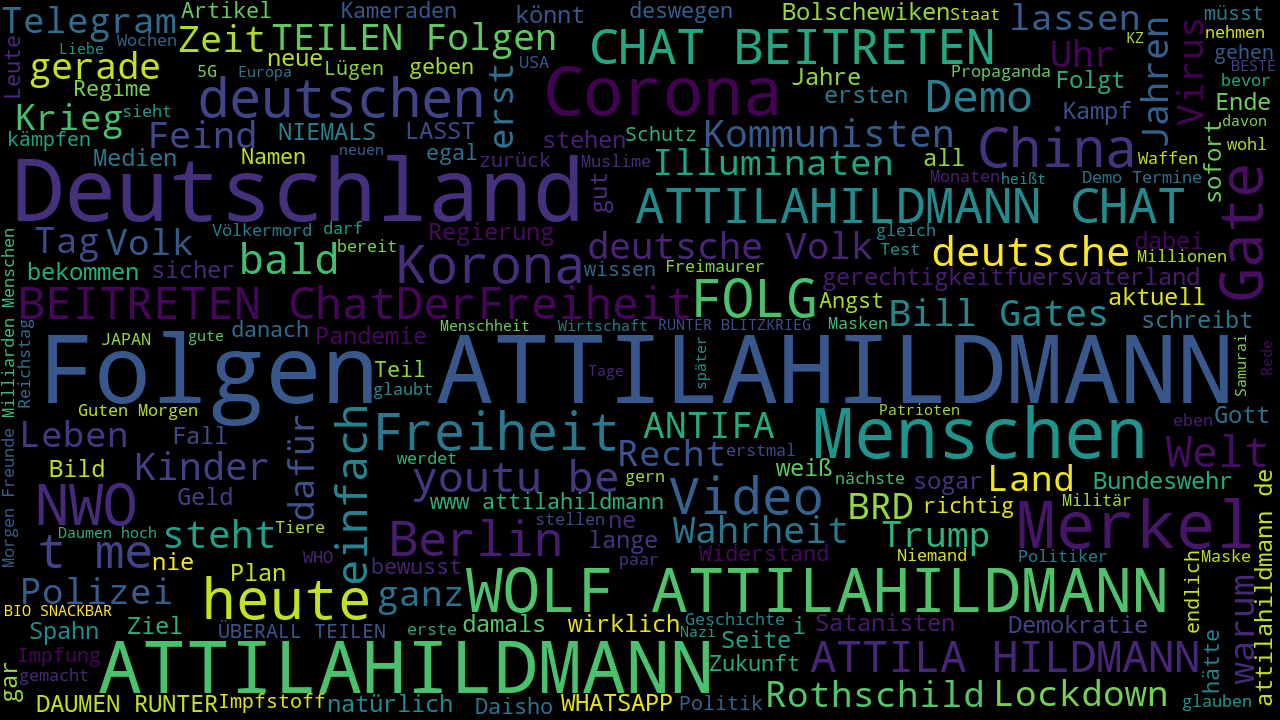 Telegram Artikel Kameraden könnt deswegen Bolschewiken Staat lassen müsst
Liebe Wochen Zeit TEILEN Folgen CHAT BEITRETEN Uhr KZ nehmen
Leute gerade 5G Europa neue Lügen geben erst USA Corona Jahre Propaganda Folgt Jahren Virus gehen BESTE
Regime deutschen ersten Demo Kampf bevor Ende
Krieg sieht Feind NIEMALS LASST stehen Schutz Kommunisten China davon
kämpfen Medien Namen neuen egal zurück Muslime Illuminaten all Waffen sofort wohl
Deutschland gut Monaten heißt Demo Termine
ATTILAHILDMANN CHAT Gate
Tag Volk Völkermord darf Regierung deutsche Volk gleich deutsche dabei
bereit Test Millionen
bekommen sicher bald Korona wissen Freimaurer gerechtigkeitfuersvaterland
BEITRETEN ChatDerFreiheit FOLG Angst Bill Gates aktuell
Milliarden Menschen Reichstag JAPAN gute danach Pandemie Menschheit Wirtschaft RUNTER BLITZKRIEG Masken schreibt
Folgen Teil ATTILAHILDMANN Samurai Rede
glaubt Tage später
Guten Morgen Patrioten eben Gott
Leben Fall dafür einfach Freiheit ANTIFA Menschen
Morgen Freunde Bild Kinder werdet Recht erstmal weiß Welt
Geld youtu be gern nächste sogar Land Bundeswehr
NWO www attilahildmann Video BRD richtig Militär attilahildmann de
Daumen hoch steht Tiere stellen ne Wahrheit Trump Merkel
t me nie WHO Berlin lange paar Widerstand Niemand Politiker Maske
Plan bewusst
Polizei heute ganz WOLF ATTILAHILDMANN endlich warum
BIO SNACKBAR
Spahn Ziel ÜBERALL TEILEN erste damals wirklich Geschichte i Satanisten Demokratie
Nazi Seite hätte
Impfung ATTILAHILDMANN Zukunft ATTILA HILDMANN
gar gemacht
DAUMEN RUNTER Impfstoff natürlich Daisho WHATSAPP Politik Rothschild Lockdown glauben